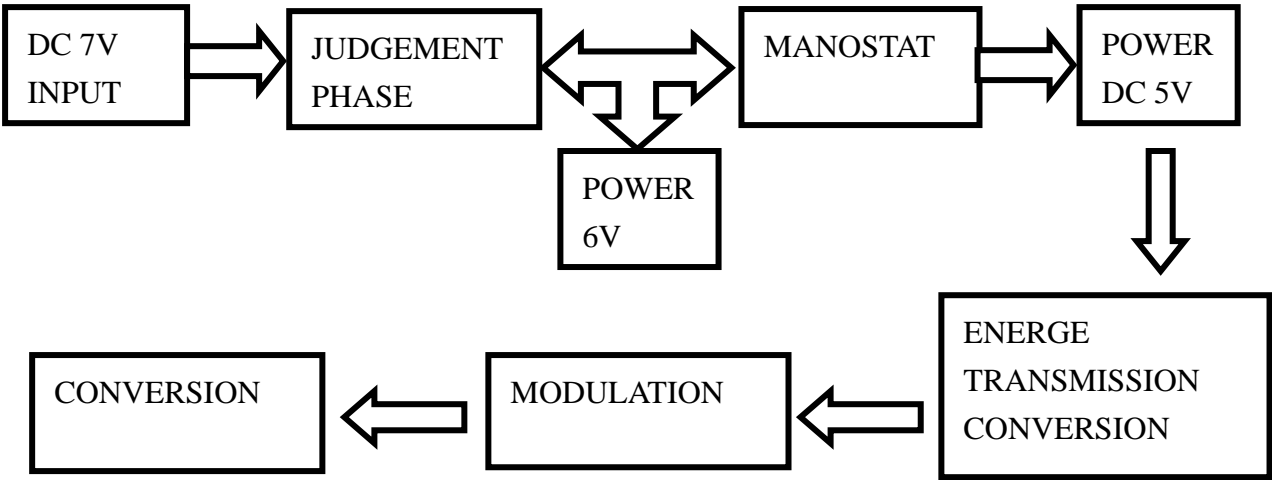 DC 7V
INPUT
JUDGEMENT
PHASE
MANOSTAT
POWER
DC 5V
POWER
6V
ENERGE
TRANSMISSION
CONVERSION
MODULATION
CONVERSION